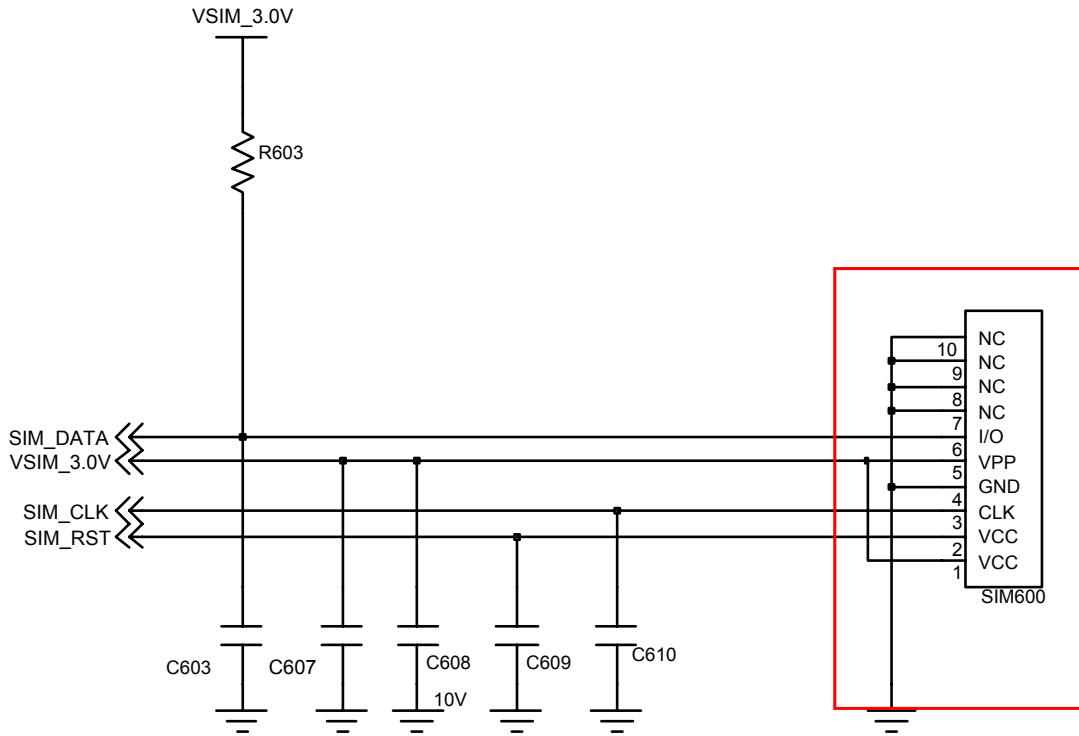 VSIM_3.0V
R603
NC
10
NC
9
NC
8
NC
7
SIM_DATA
I/O
6
VSIM_3.0V
VPP
5
GND
4
SIM_CLK
CLK
3
SIM_RST
VCC
2
VCC
1
SIM600
C603
C607
C608
C609
C610
10V